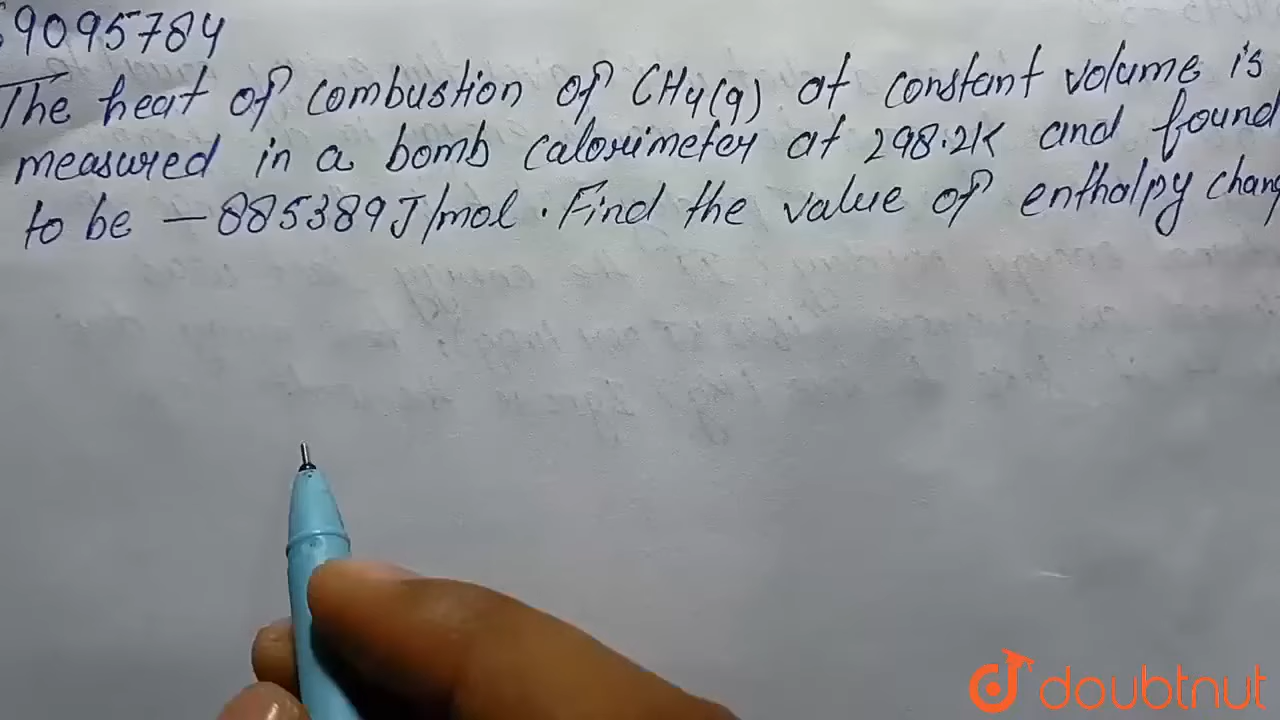 9095784
The heat of combustion of CH4(g) at constant volume is
measured in a bomb calorimeter at 298.2K and found
to be - 885389 J/mol. Find the value of enthalpy chang
doubtnut